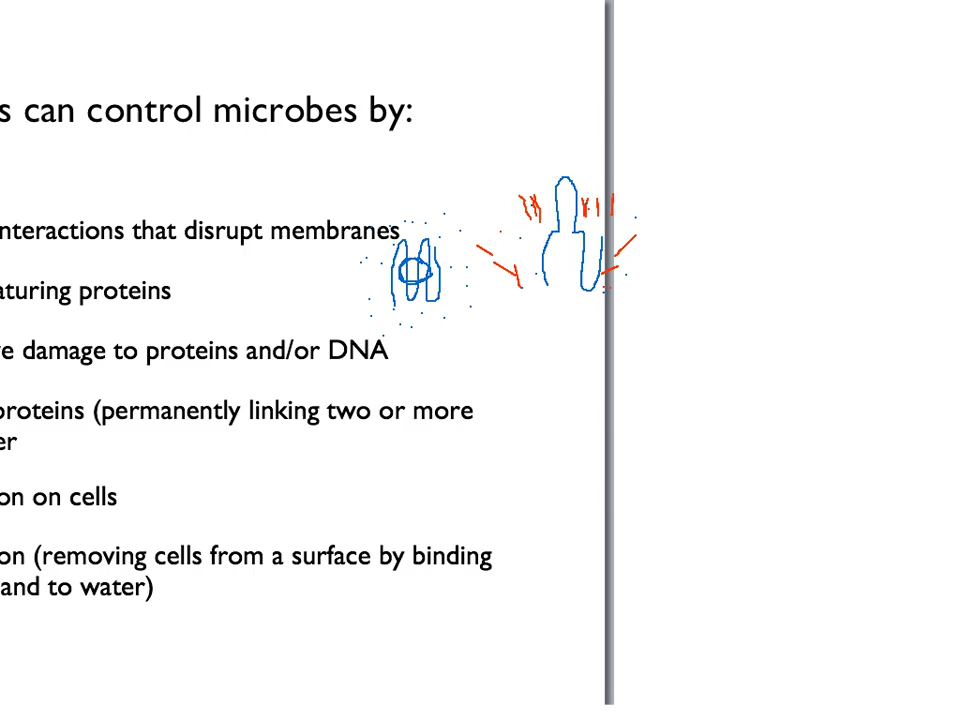 s can control microbes by:
nteractions that disrupt membranes
aturing proteins
e damage to proteins and/or DNA
proteins (permanently linking two or more
er
on on cells
on (removing cells from a surface by binding
and to water)